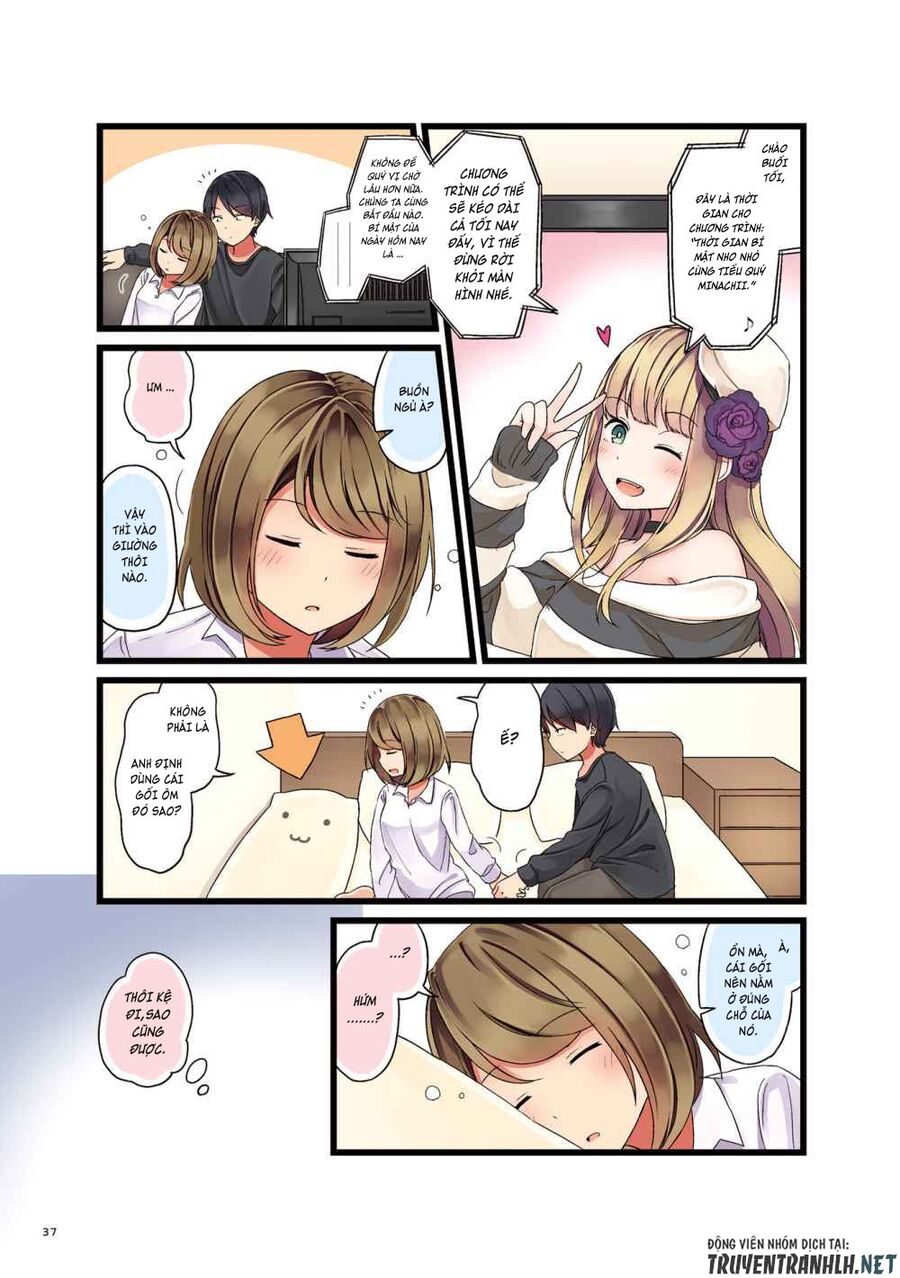 CHÀO
BUỔI
TỐI,
ĐÂY LÀ THỜI
GIAN CHO
CHƯƠNG TRÌNH:
"THỜI GIAN BÍ
MẬT NHO NHỎ
CÙNG TIỂU QUỶ
MINACHII."
♪
CHƯƠNG
TRÌNH CÓ THỂ
SẼ KÉO DÀI
CẢ TỐI NAY
ĐẤY, VÌ THẾ
ĐỪNG RỜI
KHỎI MÀN
HÌNH NHÉ.
KHÔNG ĐỂ
QUÝ VỊ CHỜ
LÂU HƠN NỮA.
CHÚNG TA CÙNG
BẮT ĐẦU NÀO.
BÍ MẬT CỦA
NGÀY HÔM NAY
LÀ ...
BUỒN
NGỦ À?
ƯM ...
VẬY
THÌ VÀO
GIƯỜNG
THÔI
NÀO.
Ế?
KHÔNG
PHẢI LÀ
ANH ĐỊNH
DÙNG CÁI
GỐI ÔM
ĐÓ SAO?
À,
ỔN MÀ,
CÁI GỐI
NÊN NẰM
Ở ĐÚNG
CHỖ CỦA
NÓ.
...?
HỨM
.......?
THÔI KỆ
ĐI,SAO
CŨNG
ĐƯỢC.
37
ĐỘNG VIÊN NHÓM DỊCH TẠI:
TRUYENTRANHLH.NET